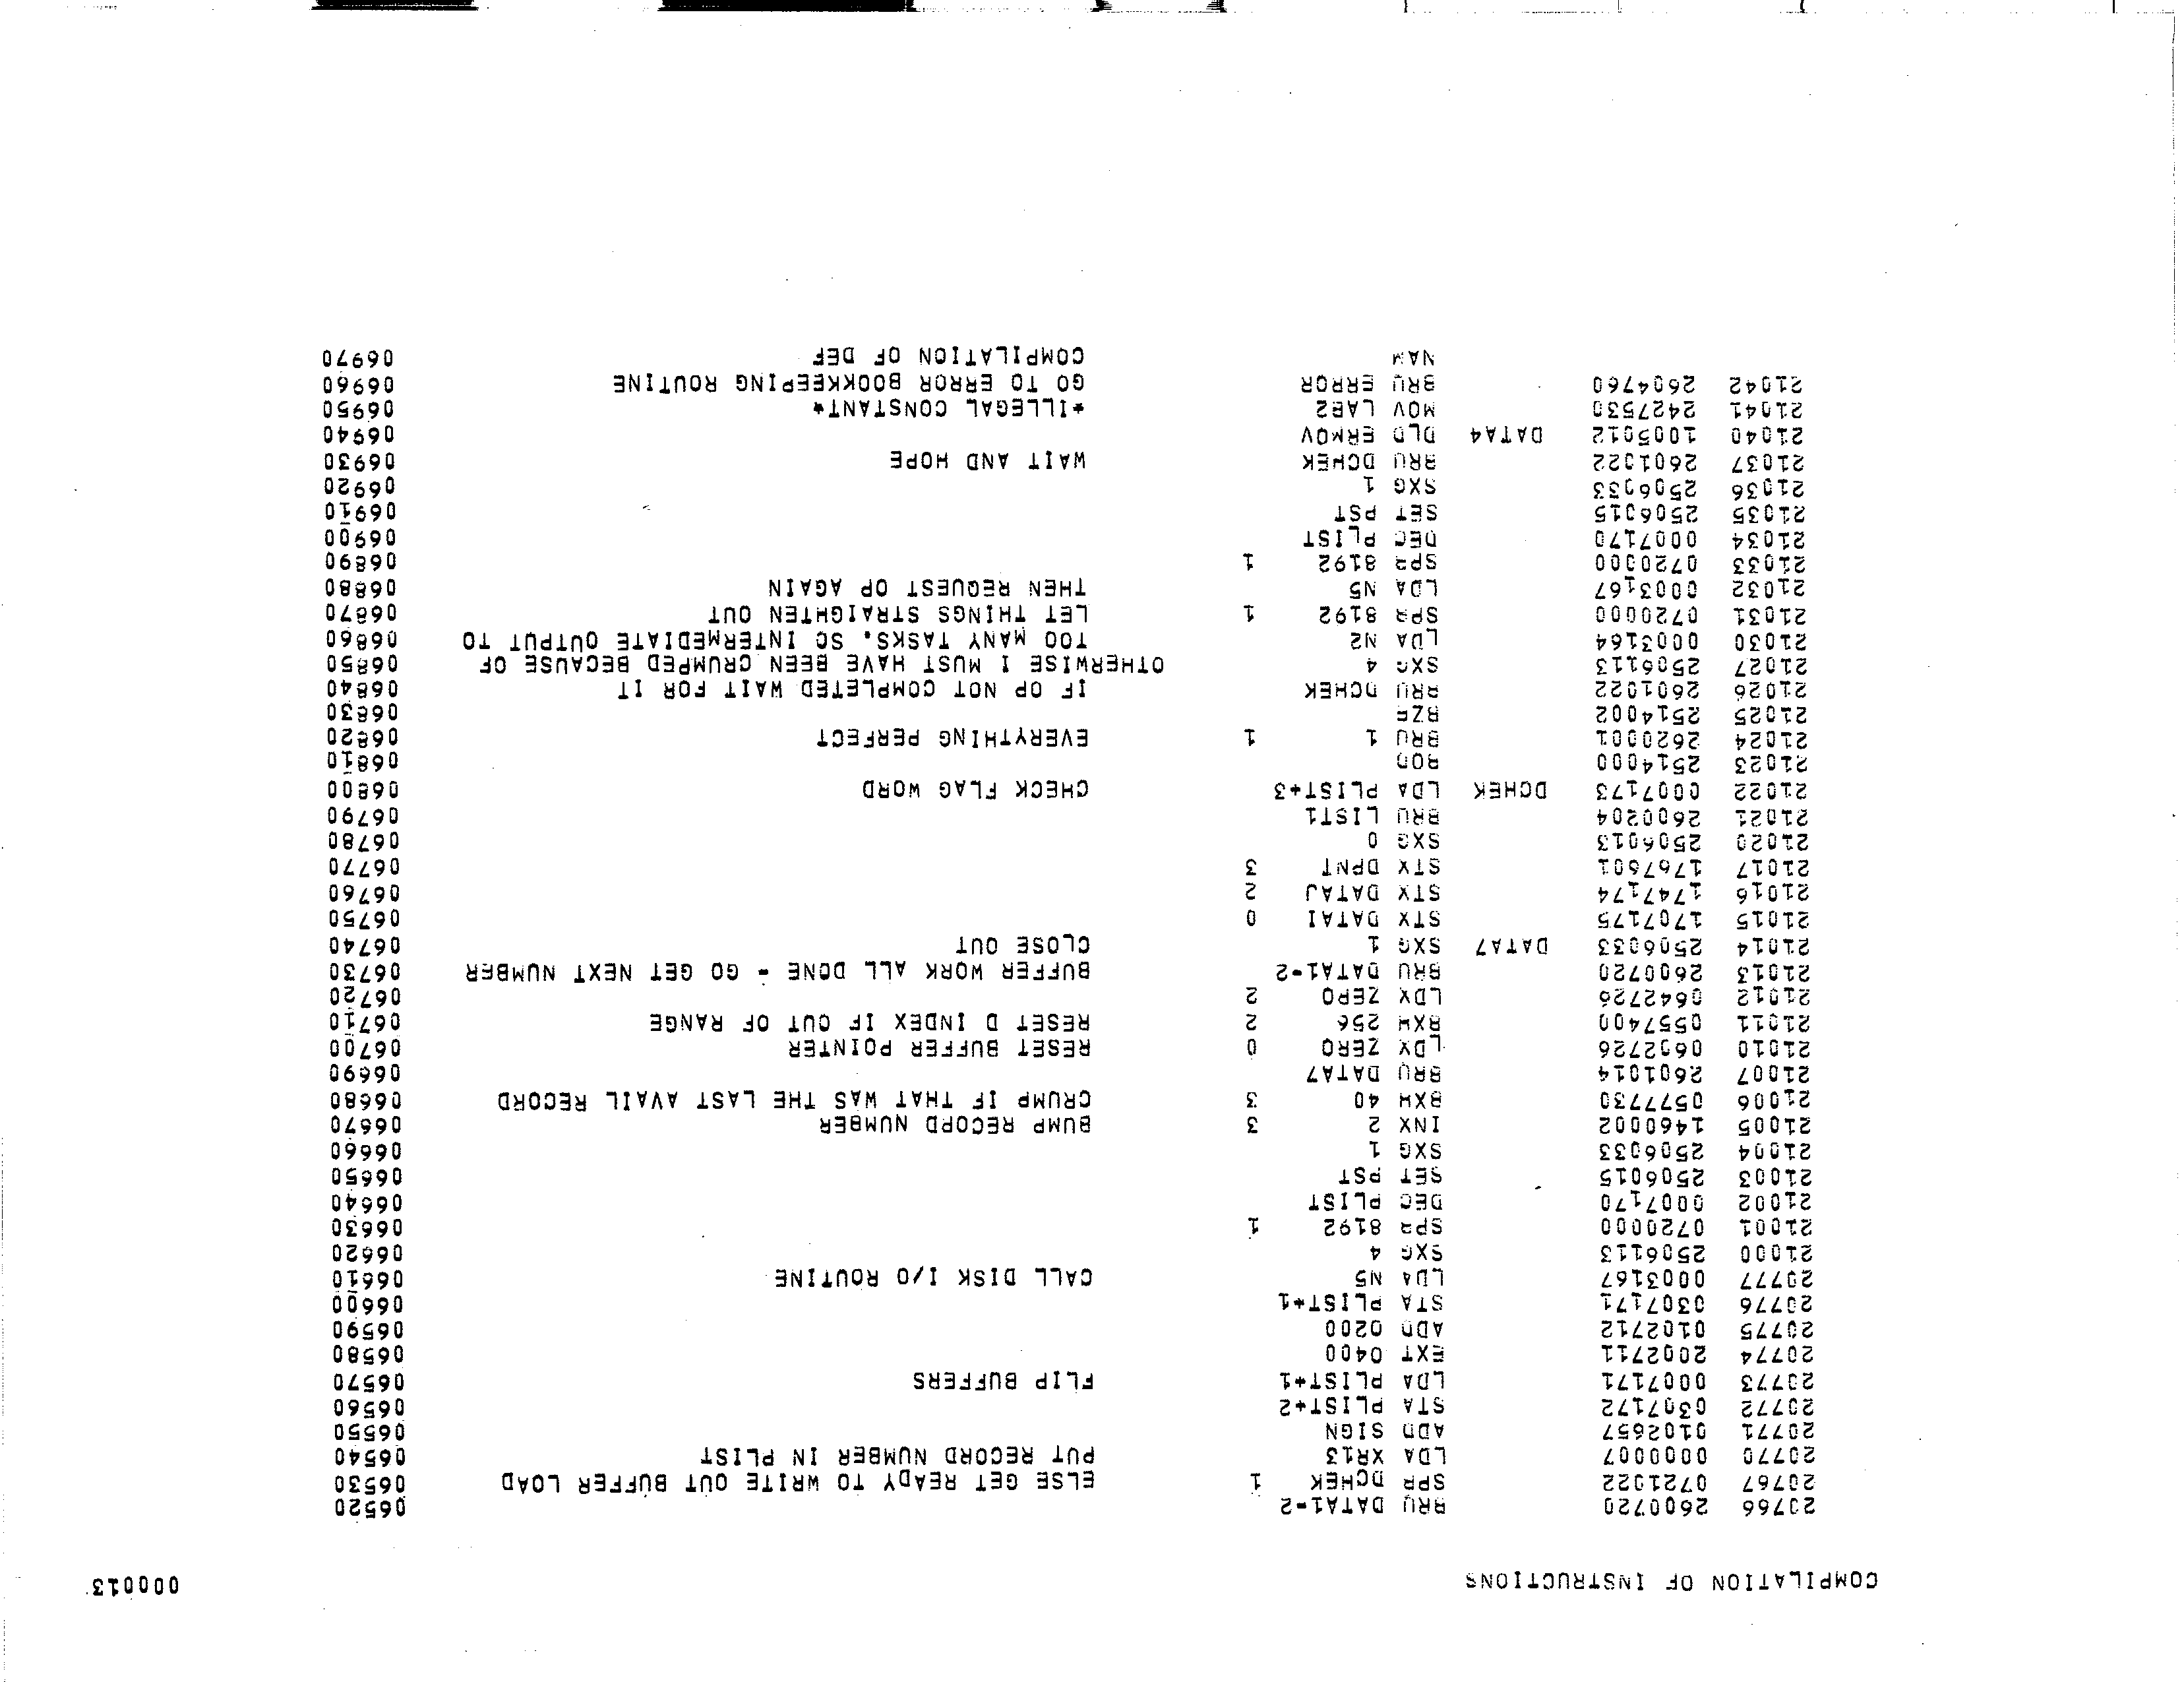 COMPILATION OF INSTRUCTIONS 000013
20766 2600720 BRU DATA1-2 06520
20767 0721022 SPB DCHEK 1 ELSE GET READY TO WRITE OUT BUFFER LOAD 06530
20770 0000007 LDA XR13 PUT RECORD NUMBER IN PLIST 06540
20771 0102657 ADD SIGN 06550
20772 0307172 STA PLIST+2 06560
20773 0007171 LDA PLIST+1 FLIP BUFFERS 06570
20774 2002711 EXT O400 06580
20775 0102712 ADD O200 06590
20776 0307171 STA PLIST+1 06600
20777 0003167 LDA N5 CALL DISK I/O ROUTINE 06610
21000 2506113 SXG 4 06620
21001 0720000 SPB 8192 1 06630
21002 0007170 DEC PLIST 06640
21003 2506015 SET PST 06650
21004 2506033 SXG 1 06660
21005 1460002 INX 2 3 BUMP RECORD NUMBER 06670
21006 0577730 BXH 40 3 CRUMP IF THAT WAS THE LAST AVAIL RECORD 06680
21007 2601014 BRU DATA7 06690
21010 0602726 LDX ZERO 0 RESET BUFFER POINTER 06700
21011 0557400 BXH 256 2 RESET D INDEX IF OUT OF RANGE 06710
21012 0642726 LDX ZERO 2 06720
21013 2600720 BRU DATA1-2 BUFFER WORK ALL DONE - GO GET NEXT NUMBER 06730
21014 2506033 DATA7 SXG 1 CLOSE OUT 06740
21015 1707175 STX DATAI 0 06750
21016 1747174 STX DATAJ 2 06760
21017 1767601 STX DPNT 3 06770
21020 2506013 SXG 0 06780
21021 2600204 BRU LIST1 06790
21022 0007173 DCHEK LDA PLIST+3 CHECK FLAG WORD 06800
21023 2514000 BOD 06810
21024 2620001 BRU 1 1 EVERYTHING PERFECT 06820
21025 2514002 BZE 06830
21026 2601022 BRU DCHEK IF OP NOT COMPLETED WAIT FOR IT 06840
21027 2506113 SXG 4 OTHERWISE I MUST HAVE BEEN CRUMPED BECAUSE OF 06850
21030 0003164 LDA N2 TOO MANY TASKS. SO INTERMEDIATE OUTPUT TO 06860
21031 0720000 SPB 8192 1 LET THINGS STRAIGHTEN OUT 06870
21032 0003167 LDA N5 THEN REQUEST OP AGAIN 06880
21033 0720000 SPB 8192 1 06890
21034 0007170 DEC PLIST 06900
21035 2506015 SET PST 06910
21036 2506033 SXG 1 06920
21037 2601022 BRU DCHEK WAIT AND HOPE 06930
21040 1005012 DATA4 DLD ERMOV 06940
21041 2427530 MOV LAB2 *ILLEGAL CONSTANT* 06950
21042 2604760 BRU ERROR GO TO ERROR BOOKKEEPING ROUTINE 06960
NAM COMPILATION OF DEF 06970